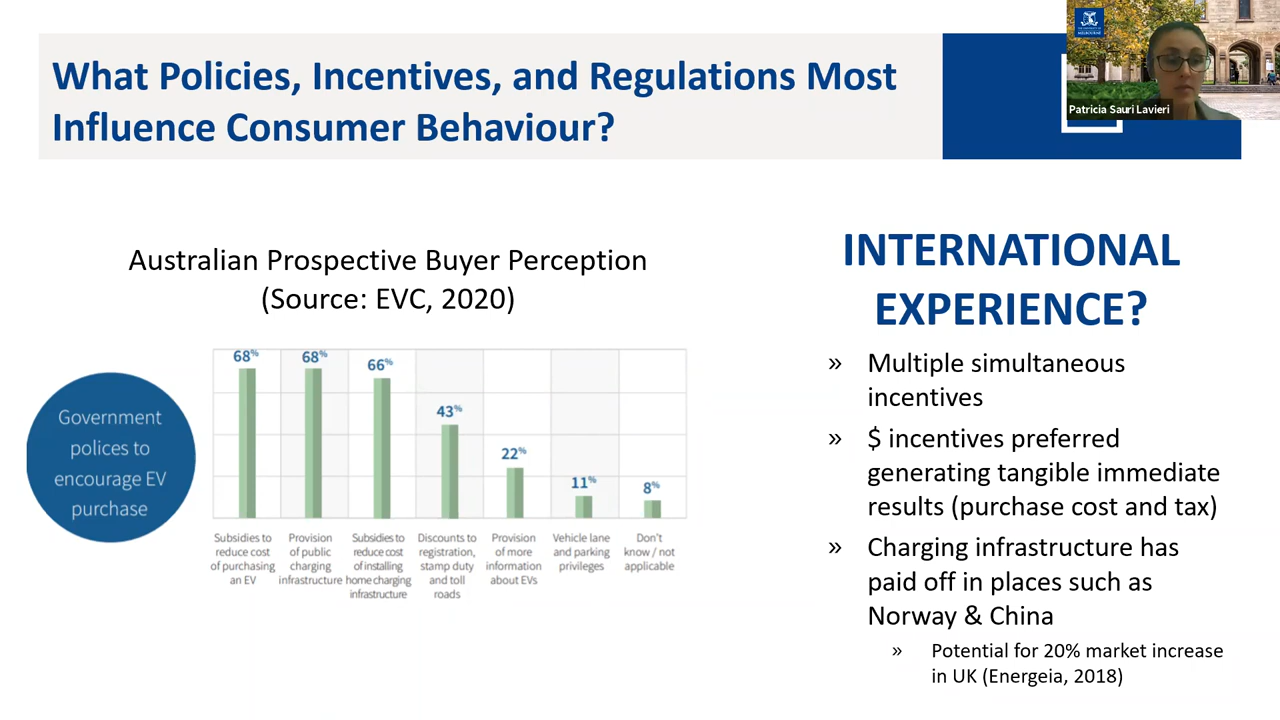 What Policies, Incentives, and Regulations Most
Influence Consumer Behaviour?
THE UNIVERSITY OF
MELBOURNE
Patricia Sauri Lavieri
Australian Prospective Buyer Perception
(Source: EVC, 2020)
Government
polices to
encourage EV
purchase
68%
68%
66%
43%
22%
11%
8%
Subsidies to
reduce cost
of purchasing
an EV
Provision
of public
charging
infrastructure
Subsidies to
reduce cost
of installing
home charging
infrastructure
Discounts to
registration,
stamp duty
and toll
roads
Provision
of more
information
about EVs
Vehicle lane
and parking
privileges
Don't
know / not
applicable
INTERNATIONAL
EXPERIENCE?
» Multiple simultaneous
incentives
» $ incentives preferred
generating tangible immediate
results (purchase cost and tax)
» Charging infrastructure has
paid off in places such as
Norway & China
» Potential for 20% market increase
in UK (Energeia, 2018)